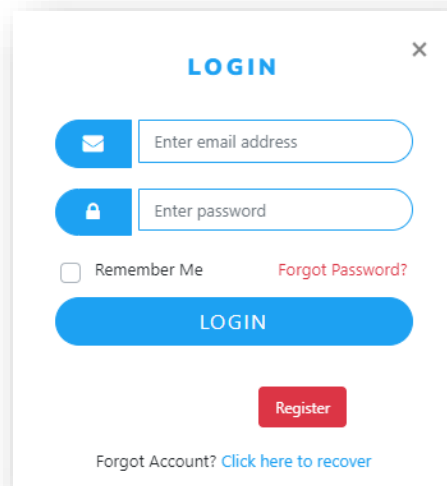 LOGIN
×
Enter email address
Enter password
Remember Me Forgot Password?
LOGIN
Register
Forgot Account? Click here to recover